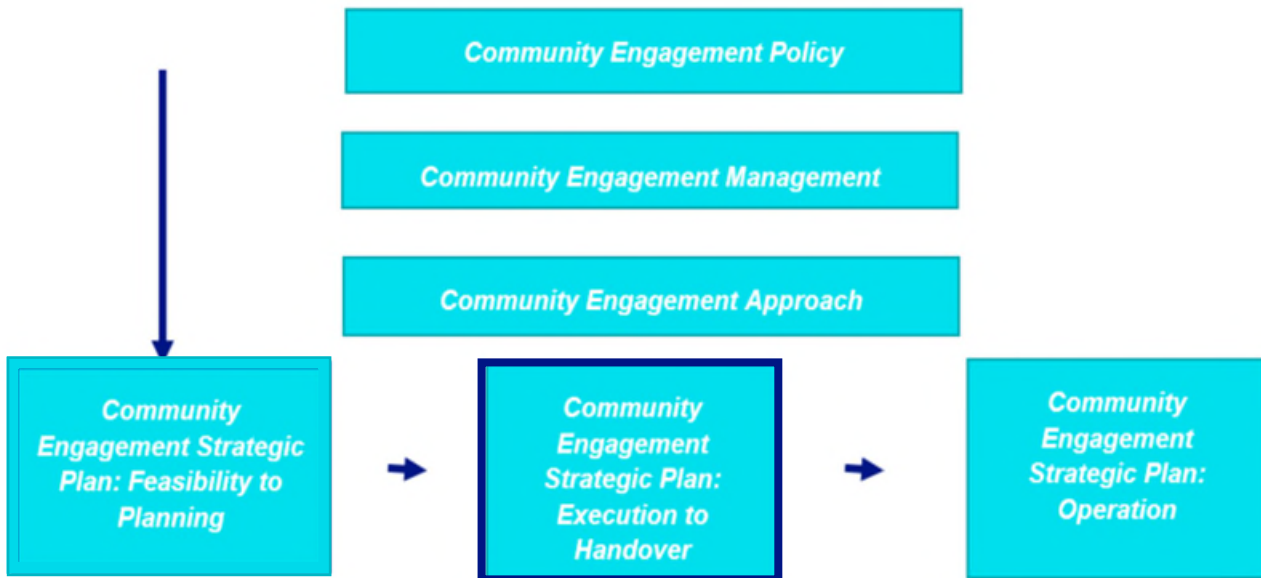 Community Engagement Policy
Community Engagement Management
Community Engagement Approach
Community
Engagement Strategic
Plan: Feasibility to
Planning
Community
Engagement
Strategic Plan:
Execution to
Handover
Community
Engagement
Strategic Plan:
Operation